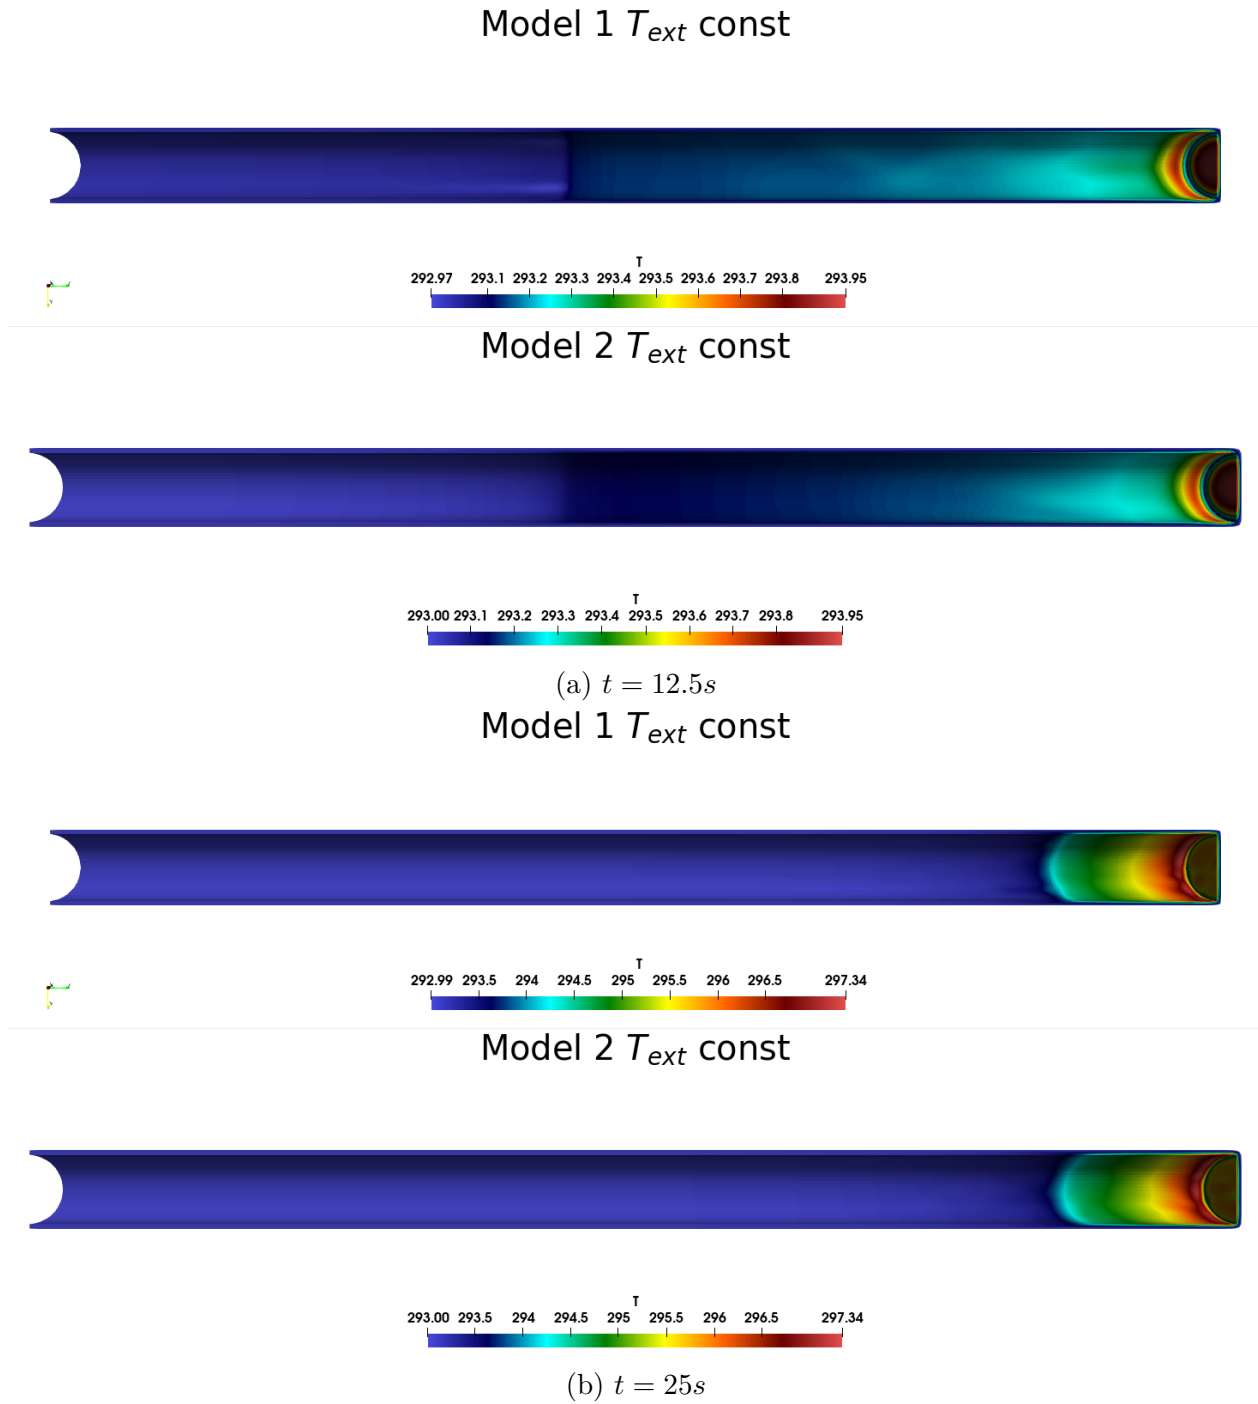 Model 1 T_ext const
T
292.97 293.1 293.2 293.3 293.4 293.5 293.6 293.7 293.8 293.95
Model 2 T_ext const
T
293.00 293.1 293.2 293.3 293.4 293.5 293.6 293.7 293.8 293.95
(a) t = 12.5s
Model 1 T_ext const
T
292.99 293.5 294 294.5 295 295.5 296 296.5 297.34
Model 2 T_ext const
T
293.00 293.5 294 294.5 295 295.5 296 296.5 297.34
(b) t = 25s